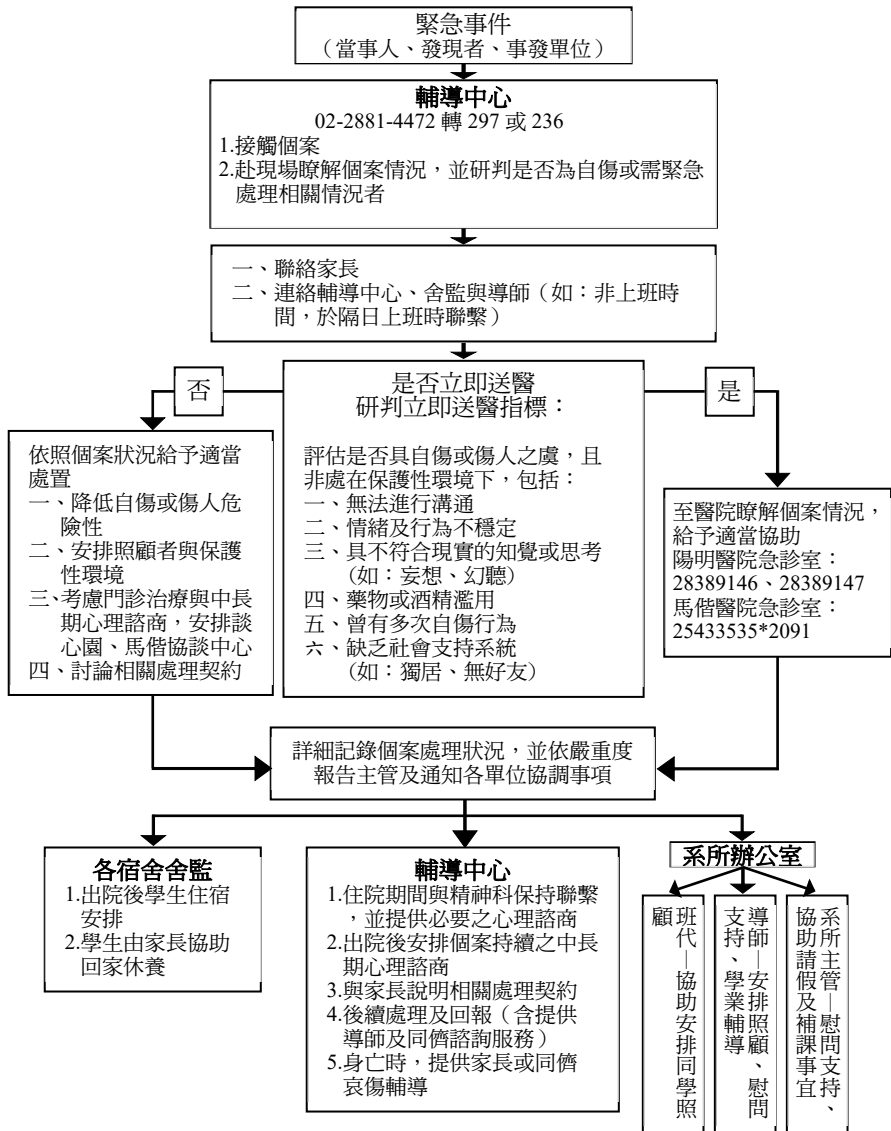 緊急事件
（當事人、發現者、事發單位）
輔導中心
02-2881-4472 轉 297 或 236
1.接觸個案
2.赴現場瞭解個案情況，並研判是否為自傷或需緊急
處理相關情況者
一、聯絡家長
二、連絡輔導中心、舍監與導師（如：非上班時
間，於隔日上班時聯繫）
否
是否立即送醫
研判立即送醫指標：
評估是否具自傷或傷人之虞，且
非處在保護性環境下，包括：
一、無法進行溝通
二、情緒及行為不穩定
三、具不符合現實的知覺或思考
(如：妄想、幻聽）
四、藥物或酒精濫用
五、曾有多次自傷行為
六、缺乏社會支持系統
(如：獨居、無好友）
是
依照個案狀況給予適當
處置
一、降低自傷或傷人危
險性
二、安排照顧者與保護
性環境
三、考慮門診治療與中長
期心理諮商，安排談
心園、馬偕協談中心
四、討論相關處理契約
至醫院瞭解個案情況，
給予適當協助
陽明醫院急診室：
28389146、28389147
馬偕醫院急診室：
25433535*2091
詳細記錄個案處理狀況，並依嚴重度
報告主管及通知各單位協調事項
各宿舍舍監
1.出院後學生住宿
安排
2.學生由家長協助
回家休養
輔導中心
1.住院期間與精神科保持聯繫
，並提供必要之心理諮商
2.出院後安排個案持續之中長
期心理諮商
3.與家長說明相關處理契約
4.後續處理及回報（含提供
導師及同儕諮詢服務）
5.身亡時，提供家長或同儕
哀傷輔導
系所辦公室
系所主管—慰問支持、
協助請假及補課事宜
導師—安排照顧、慰問
支持、學業輔導
班代—協助安排同學照
顧